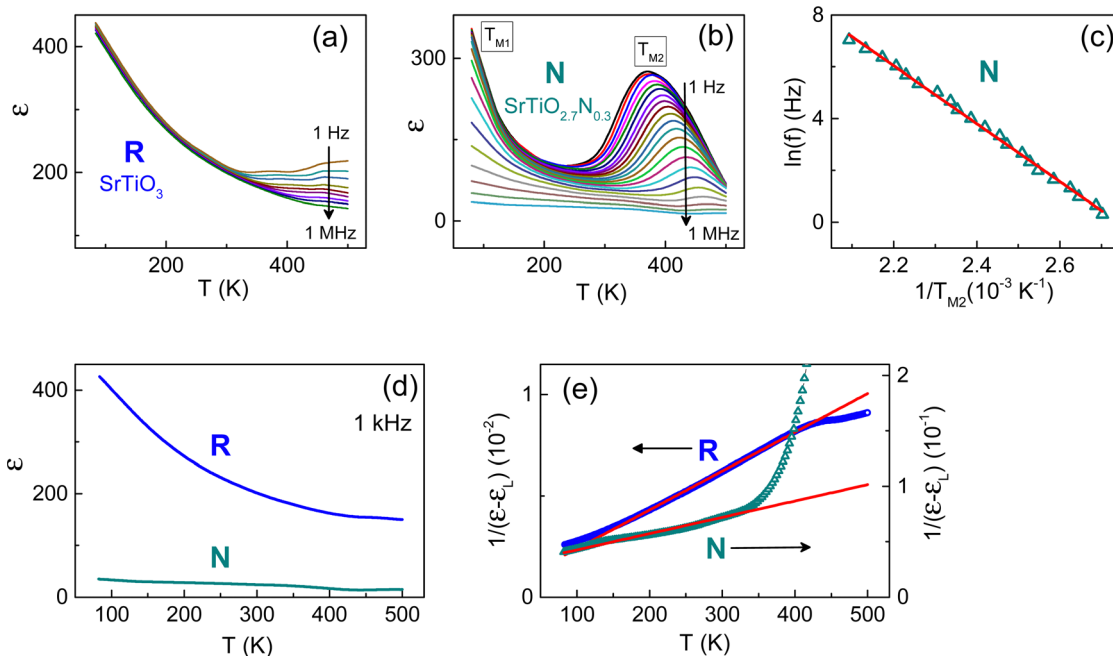 (a)
400
200
ε
R
SrTiO3
1 Hz
1 MHz
200 400
T (K)
(b)
TM1
TM2
N
SrTiO2.7N0.3
300
0
ε
1 Hz
1 MHz
200 400
T (K)
(c)
N
8
4
0
ln(f) (Hz)
2.2 2.4 2.6
1/TM2(10-3 K-1)
(d)
1 kHz
400
200
0
ε
R
N
100 200 300 400 500
T (K)
(e)
1
0
1/(ε-εL) (10-2)
R
N
2
1
0
1/(ε-εL) (10-1)
100 200 300 400 500
T (K)